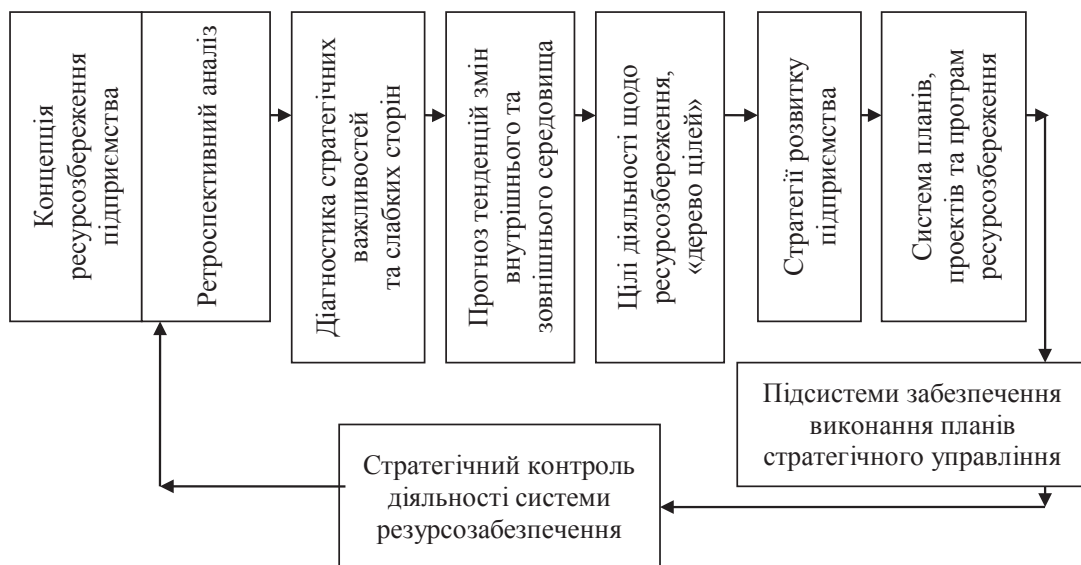 Концепція
ресурсозбереження
підприємства
Ретроспективний аналіз
Діагностика стратегічних
важливостей
та слабких сторін
Прогноз тенденцій змін
внутрішнього та
зовнішнього середовища
Цілі діяльності щодо
ресурсозбереження,
«дерево цілей»
Стратегії розвитку
підприємства
Система планів,
проектів та програм
ресурсозбереження
Підсистеми забезпечення
виконання планів
стратегічного управління
Стратегічний контроль
діяльності системи
резурсозабезпечення